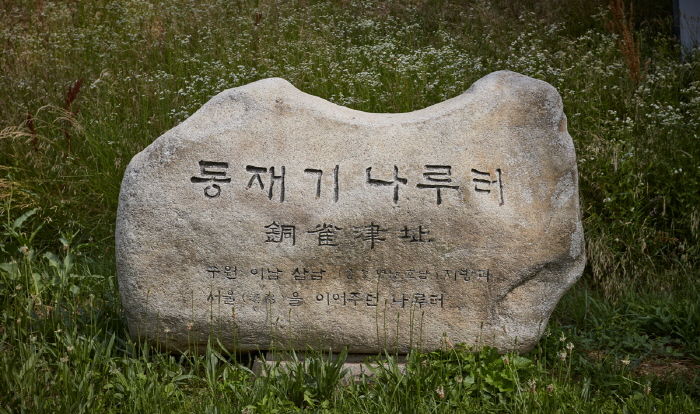 동재기 나루터
銅雀津址
수원 이남 삼남( 지방과
서울( 을 이어주던 나루터